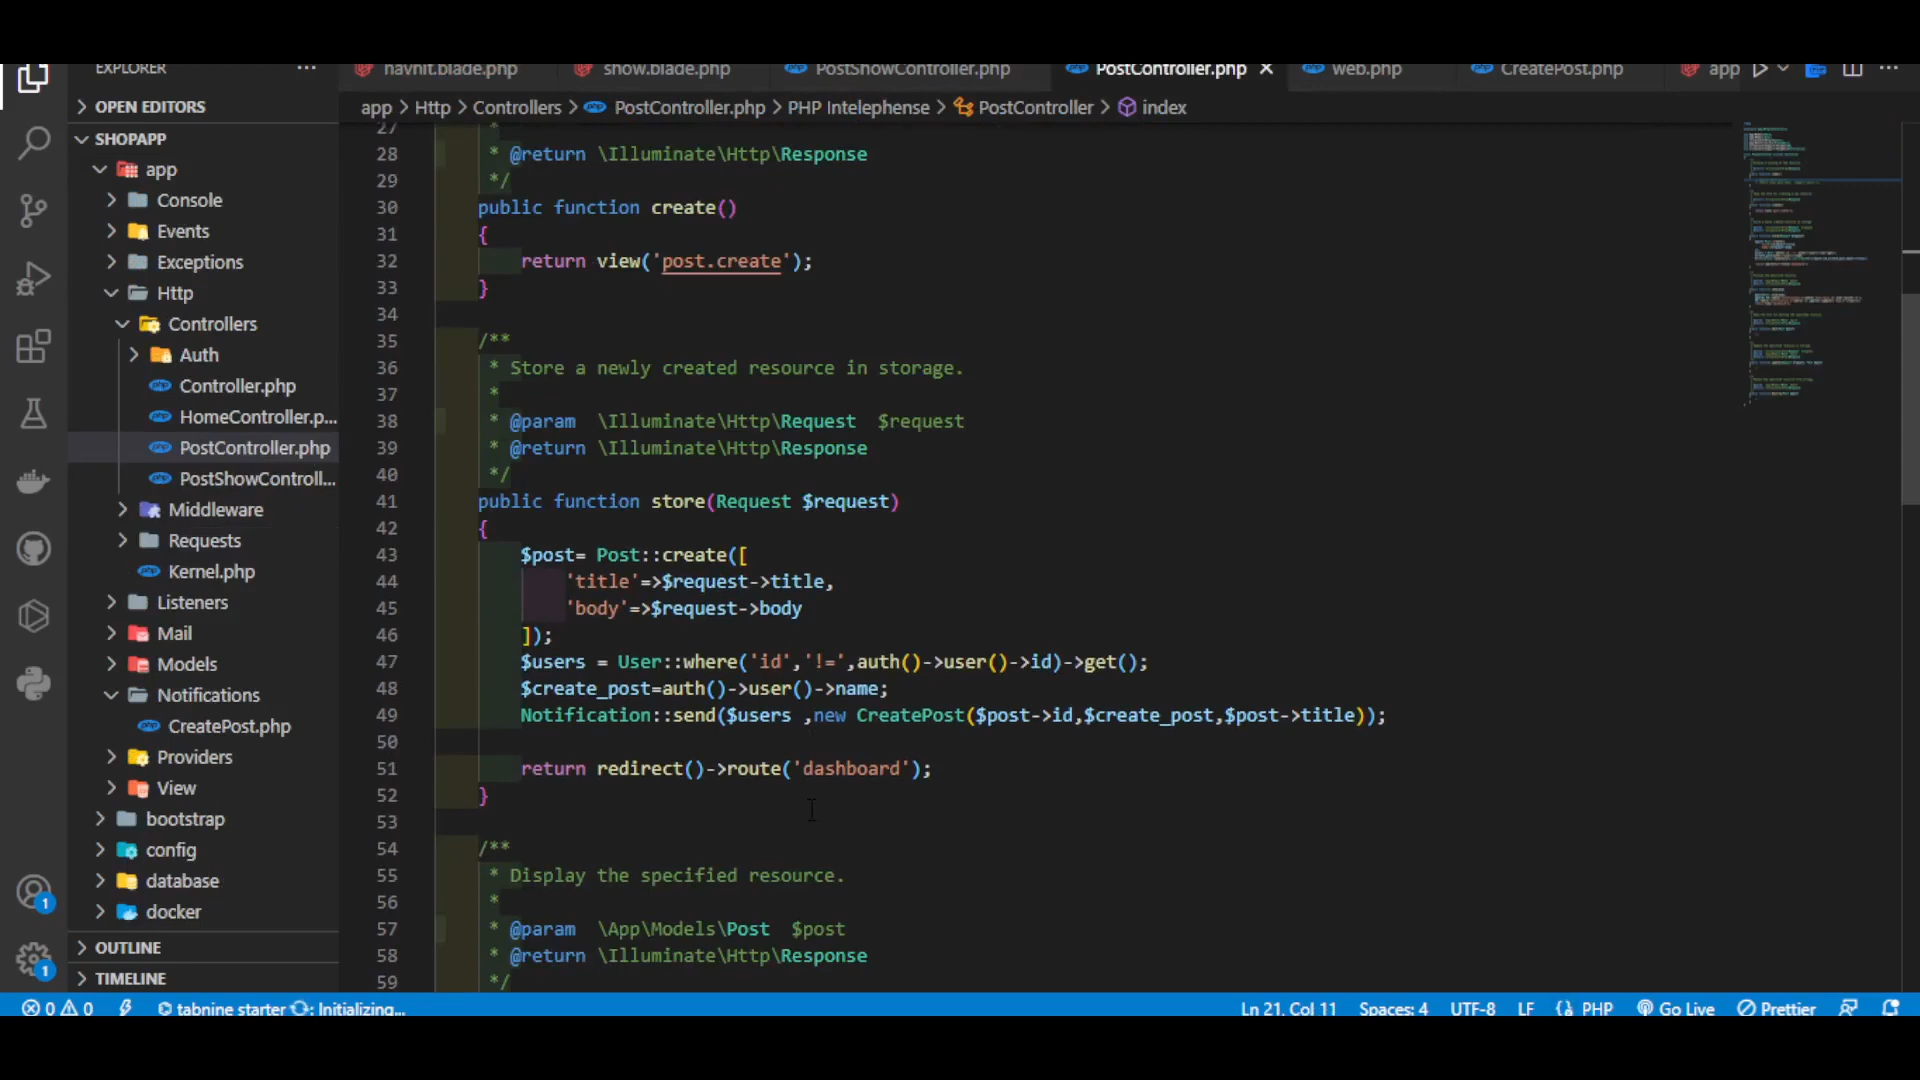 EXPLORER
navnit.blade.php
show.blade.php
PostShowController.php
PostController.php
web.php
CreatePost.php
app
OPEN EDITORS
app > Http > Controllers > PostController.php > PHP Intelephense > PostController > index
SHOPAPP
app
Console
Events
Exceptions
Http
Controllers
Auth
Controller.php
HomeController.p...
PostController.php
PostShowControll...
Middleware
Requests
Kernel.php
Listeners
Mail
Models
Notifications
CreatePost.php
Providers
View
bootstrap
config
database
docker
OUTLINE
TIMELINE
27 *
28 * @return \Illuminate\Http\Response
29 */
30 public function create()
31 {
32 return view('post.create');
33 }
34
35 /**
36 * Store a newly created resource in storage.
37 *
38 * @param \Illuminate\Http\Request $request
39 * @return \Illuminate\Http\Response
40 */
41 public function store(Request $request)
42 {
43 $post= Post::create([
44 'title'=>$request->title,
45 'body'=>$request->body
46 ]);
47 $users = User::where('id','!=',auth()->user()->id)->get();
48 $create_post=auth()->user()->name;
49 Notification::send($users ,new CreatePost($post->id,$create_post,$post->title));
50
51 return redirect()->route('dashboard');
52 }
53
54 /**
55 * Display the specified resource.
56 *
57 * @param \App\Models\Post $post
58 * @return \Illuminate\Http\Response
59 */
1
1
0 0 tabnine starter : Initializing... Ln 21, Col 11 Spaces: 4 UTF-8 LF {} PHP Go Live Prettier